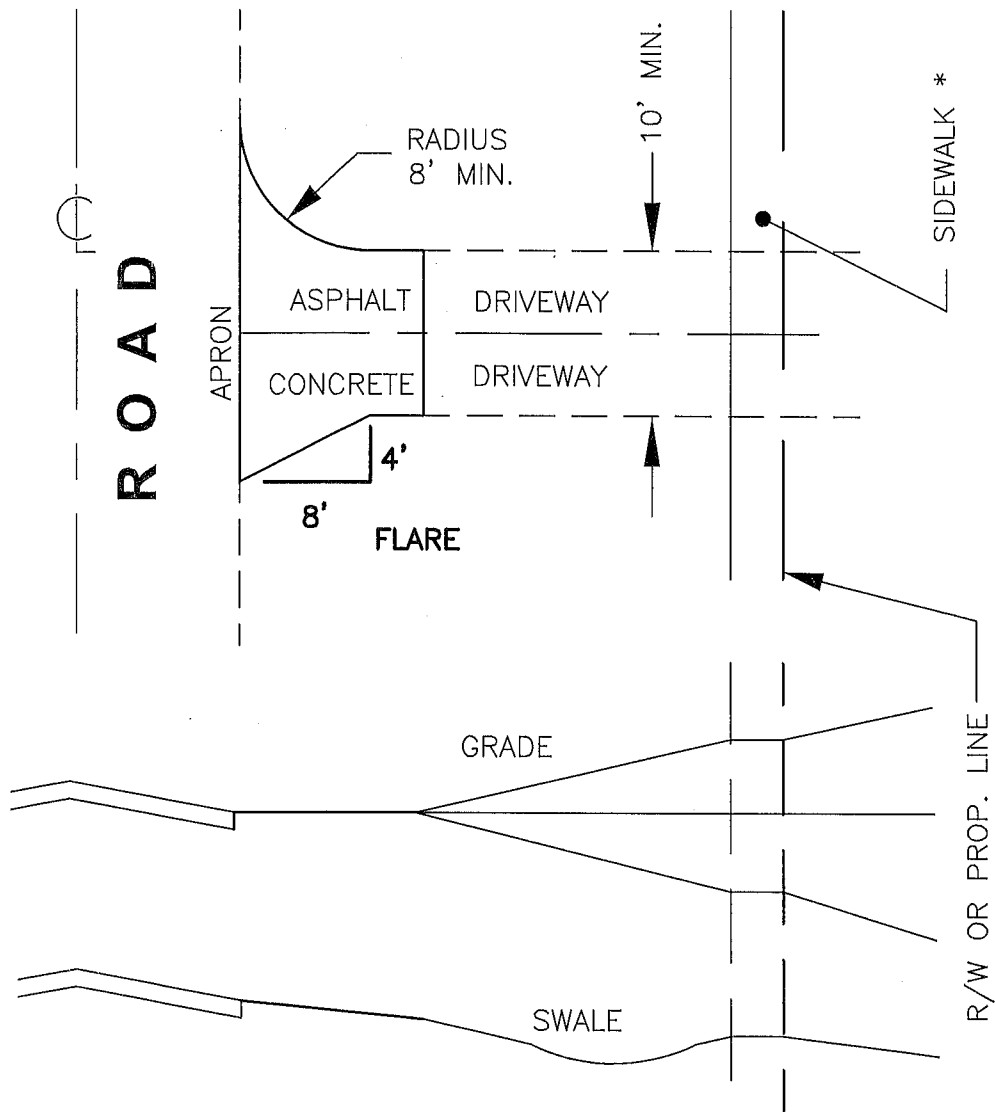 ℄
ROAD
APRON
RADIUS
8' MIN.
10' MIN.
SIDEWALK *
ASPHALT
DRIVEWAY
CONCRETE
DRIVEWAY
4'
8'
FLARE
GRADE
R/W OR PROP. LINE
SWALE